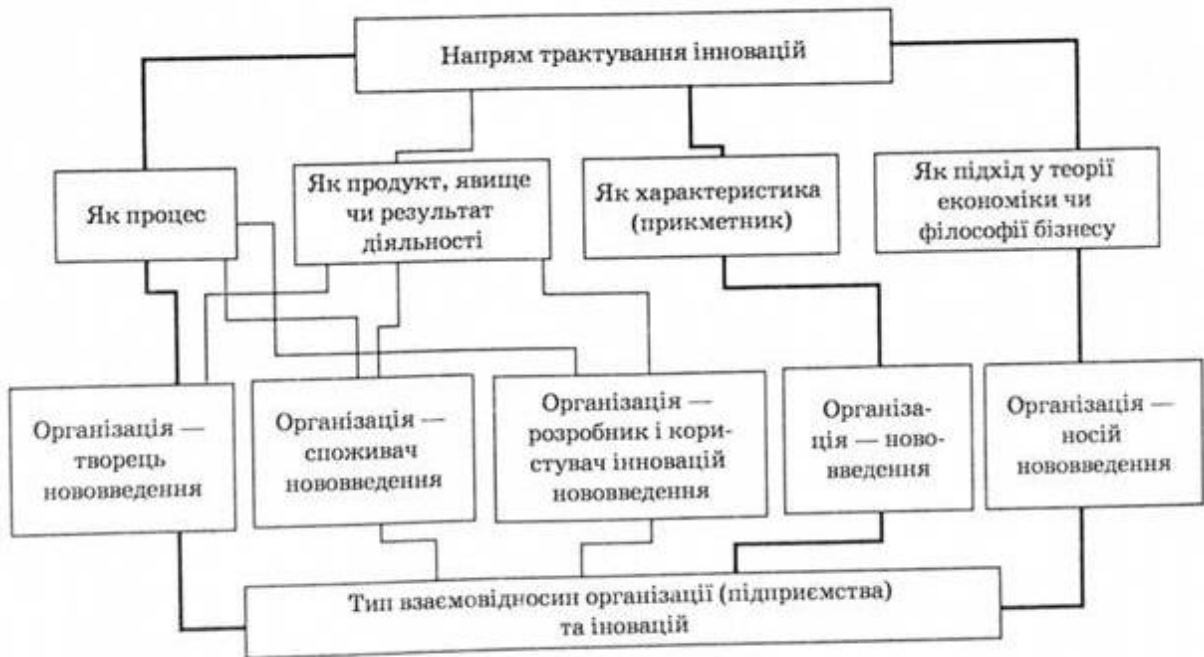 Напрям трактування інновацій
Як процес
Як продукт, явище
чи результат
діяльності
Як характеристика
(прикметник)
Як підхід у теорії
економіки чи
філософії бізнесу
Організація —
творець
нововведення
Організація —
споживач
нововведення
Організація —
розробник і кори-
стувач інновацій
нововведення
Організа-
ція — ново-
введення
Організація —
носій
нововведення
Тип взаємовідносин організації (підприємства)
та іновацій